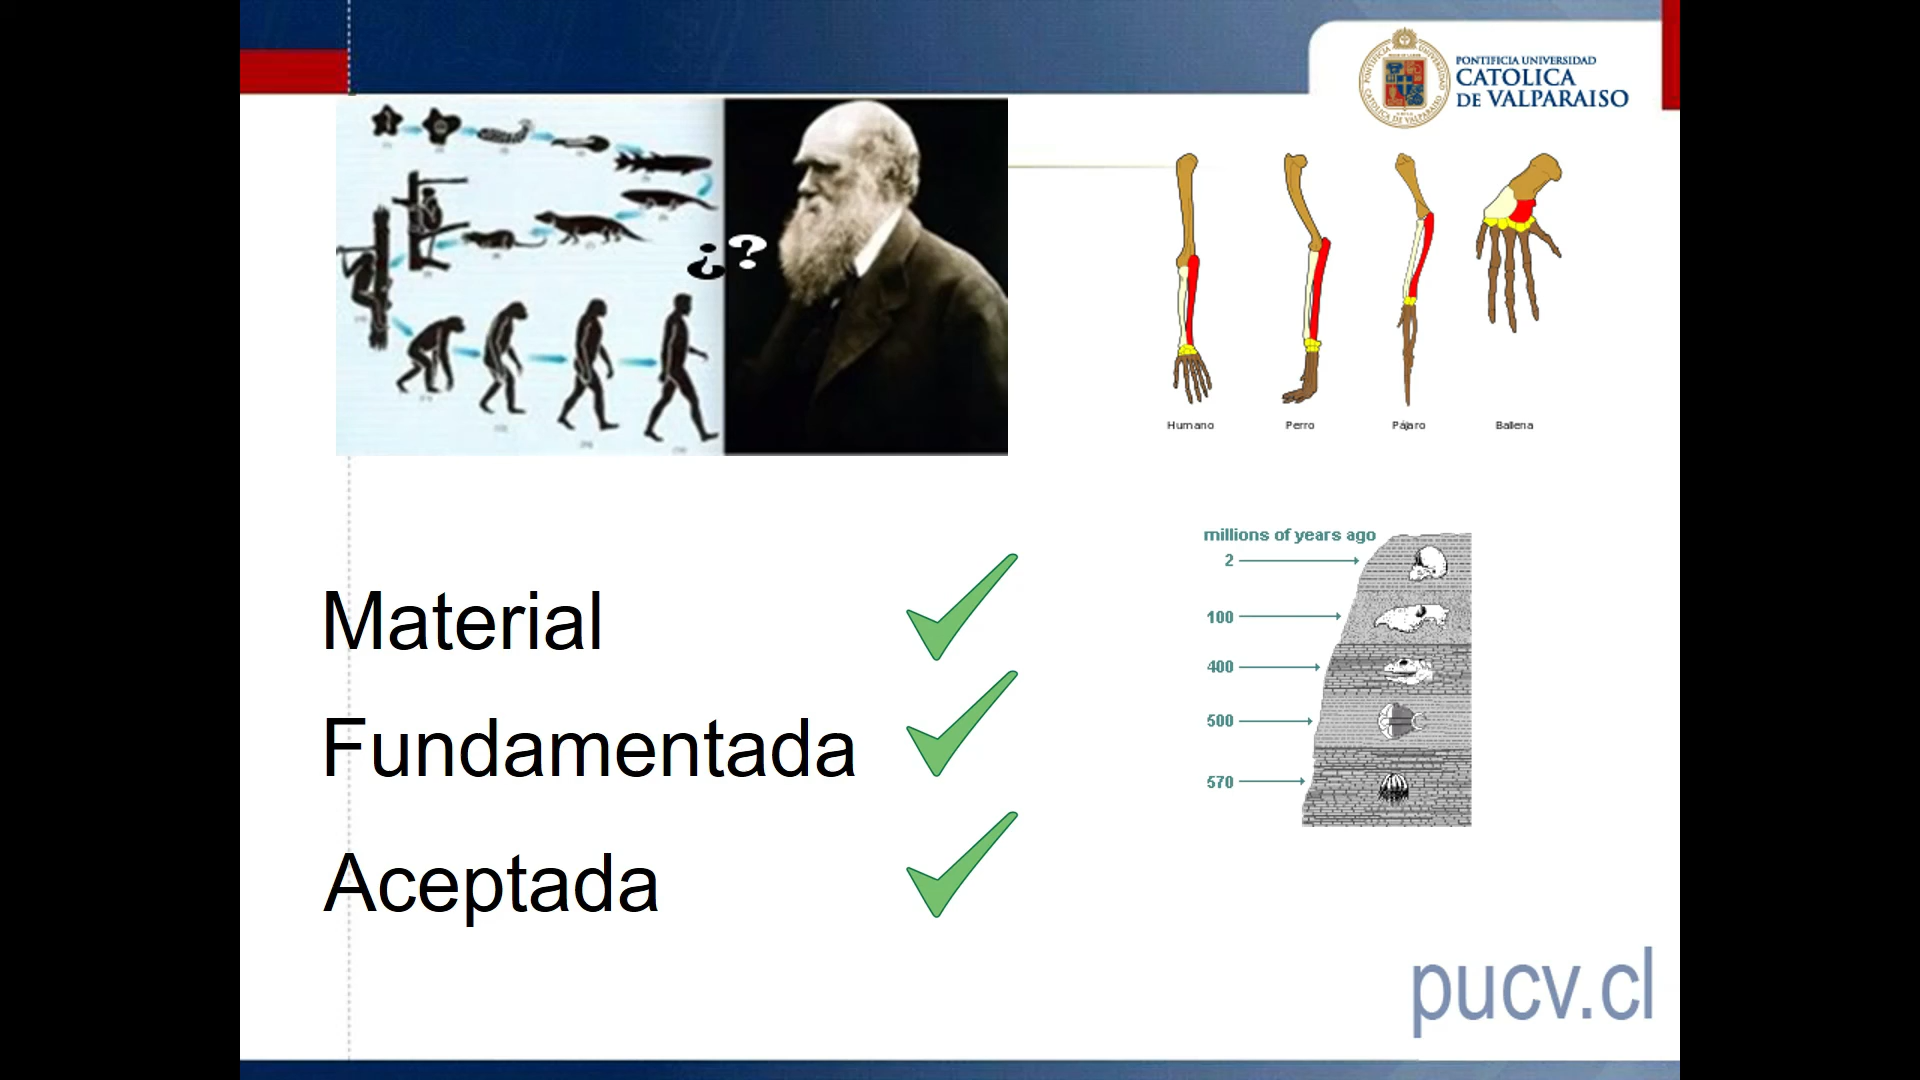 PONTIFICIA UNIVERSIDAD
CATOLICA
DE VALPARAISO
¿?
Humano
Perro
Pájaro
Ballena
millions of years ago
2
100
400
500
570
Material
Fundamentada
Aceptada
pucv.cl